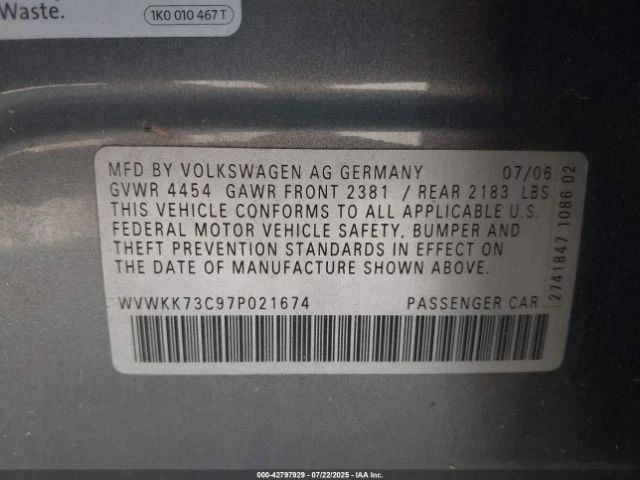 Waste.
1K0 010 467 T
MFD BY VOLKSWAGEN AG GERMANY 07/06
GVWR 4454 GAWR FRONT 2381 / REAR 2183 LBS
THIS VEHICLE CONFORMS TO ALL APPLICABLE U.S.
FEDERAL MOTOR VEHICLE SAFETY, BUMPER AND
THEFT PREVENTION STANDARDS IN EFFECT ON
THE DATE OF MANUFACTURE SHOWN ABOVE.
WVWKK73C97P021674 PASSENGER CAR
2741847 1086 02
000-42797929 - 07/22/2025 - IAAI, Inc.